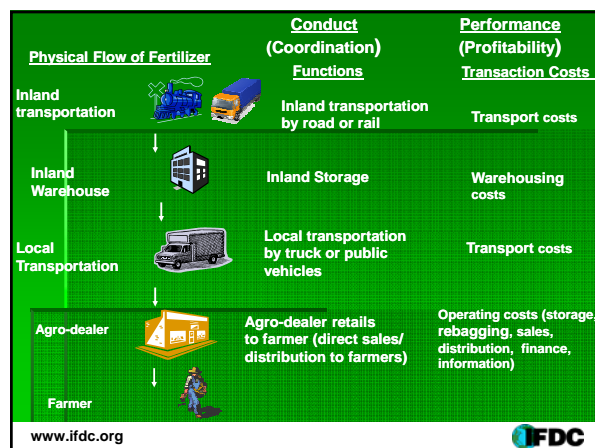 Conduct
(Coordination)
Performance
(Profitability)
Physical Flow of Fertilizer
Functions
Transaction Costs
Inland
transportation
Inland transportation
by road or rail
Transport costs
Inland
Warehouse
Inland Storage
Warehousing
costs
Local
Transportation
Local transportation
by truck or public
vehicles
Transport costs
Agro-dealer
Agro-dealer retails
to farmer (direct sales/
distribution to farmers)
Operating costs (storage,
rebagging, sales,
distribution, finance,
information)
Farmer
www.ifdc.org
IFDC